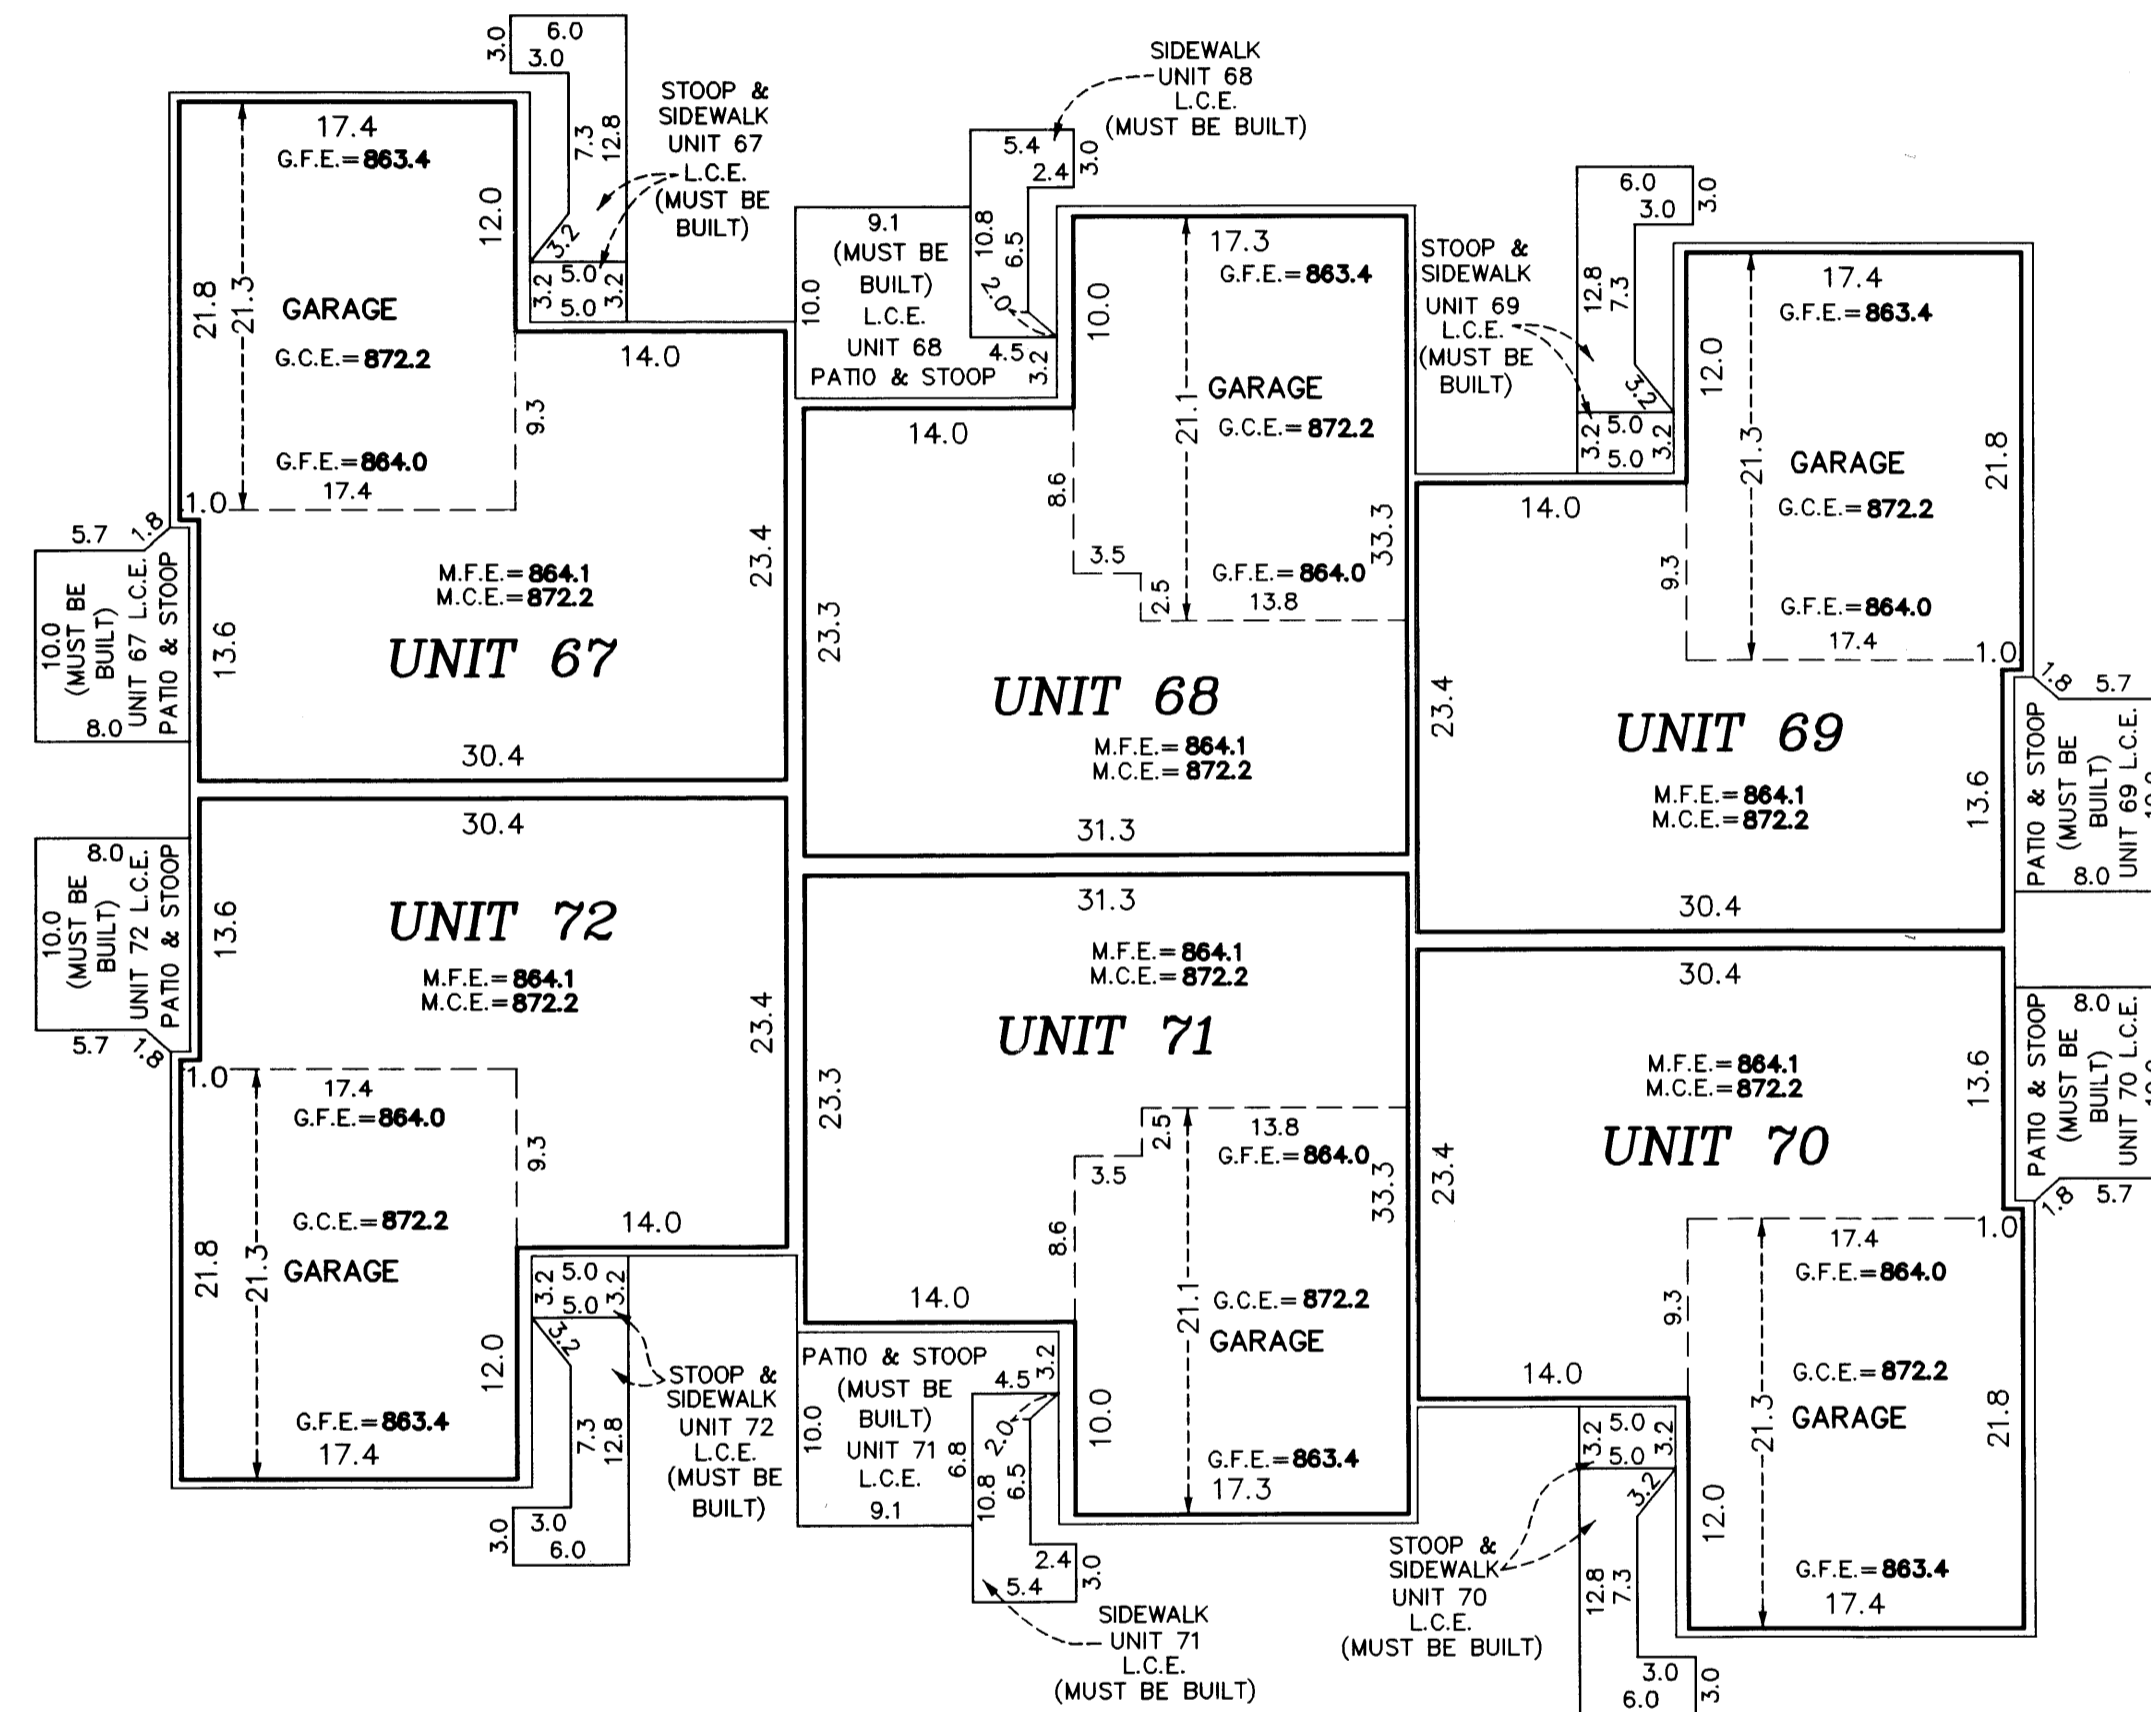 6.0
3.0
3.0
7.3
12.8
3.2
5.0
3.2
3.2
5.0
STOOP &
SIDEWALK
UNIT 67
L.C.E.
(MUST BE
BUILT)
17.4
G.F.E.=863.4
12.0
21.8
21.3
GARAGE
G.C.E.=872.2
14.0
9.3
G.F.E.=864.0
17.4
1.0
5.7
1.8
10.0
(MUST BE
BUILT)
UNIT 67 L.C.E.
PATIO & STOOP
8.0
M.F.E.=864.1
M.C.E.=872.2
23.4
13.6
UNIT 67
30.4
SIDEWALK
UNIT 68
L.C.E.
(MUST BE BUILT)
5.4
2.4
3.0
10.8
6.5
2.0
4.5
3.2
9.1
(MUST BE
BUILT)
L.C.E.
UNIT 68
PATIO & STOOP
10.0
17.3
G.F.E.=863.4
10.0
21.1
GARAGE
G.C.E.=872.2
14.0
8.6
3.5
2.5
33.3
G.F.E.=864.0
13.8
23.3
UNIT 68
M.F.E.=864.1
M.C.E.=872.2
31.3
6.0
3.0
3.0
12.8
7.3
3.2
3.2
5.0
3.2
5.0
STOOP &
SIDEWALK
UNIT 69
L.C.E.
(MUST BE
BUILT)
17.4
G.F.E.=863.4
12.0
21.3
21.8
GARAGE
G.C.E.=872.2
14.0
9.3
G.F.E.=864.0
17.4
1.0
1.8
5.7
PATIO & STOOP
(MUST BE
BUILT)
UNIT 69 L.C.E.
8.0
23.4
UNIT 69
M.F.E.=864.1
M.C.E.=872.2
13.6
30.4
30.4
8.0
10.0
(MUST BE
BUILT)
UNIT 72 L.C.E.
PATIO & STOOP
13.6
UNIT 72
M.F.E.=864.1
M.C.E.=872.2
23.4
5.7
1.8
1.0
17.4
G.F.E.=864.0
9.3
G.C.E.=872.2
14.0
21.8
21.3
GARAGE
12.0
G.F.E.=863.4
17.4
3.2
5.0
3.2
5.0
3.2
7.3
12.8
3.0
3.0
6.0
STOOP &
SIDEWALK
UNIT 72
L.C.E.
(MUST BE
BUILT)
31.3
M.F.E.=864.1
M.C.E.=872.2
UNIT 71
23.3
2.5
13.8
G.F.E.=864.0
3.5
33.3
8.6
14.0
21.1
G.C.E.=872.2
GARAGE
10.0
G.F.E.=863.4
17.3
PATIO & STOOP
(MUST BE
BUILT)
UNIT 71
L.C.E.
9.1
10.0
6.8
3.2
4.5
2.0
10.8
6.5
2.4
3.0
5.4
SIDEWALK
UNIT 71
L.C.E.
(MUST BE BUILT)
30.4
M.F.E.=864.1
M.C.E.=872.2
UNIT 70
13.6
23.4
PATIO & STOOP
(MUST BE
BUILT)
UNIT 70 L.C.E.
8.0
5.7
1.8
1.0
17.4
G.F.E.=864.0
9.3
14.0
G.C.E.=872.2
GARAGE
21.3
21.8
12.0
G.F.E.=863.4
17.4
3.2
5.0
3.2
5.0
3.2
12.8
7.3
3.0
3.0
6.0
STOOP &
SIDEWALK
UNIT 70
L.C.E.
(MUST BE BUILT)